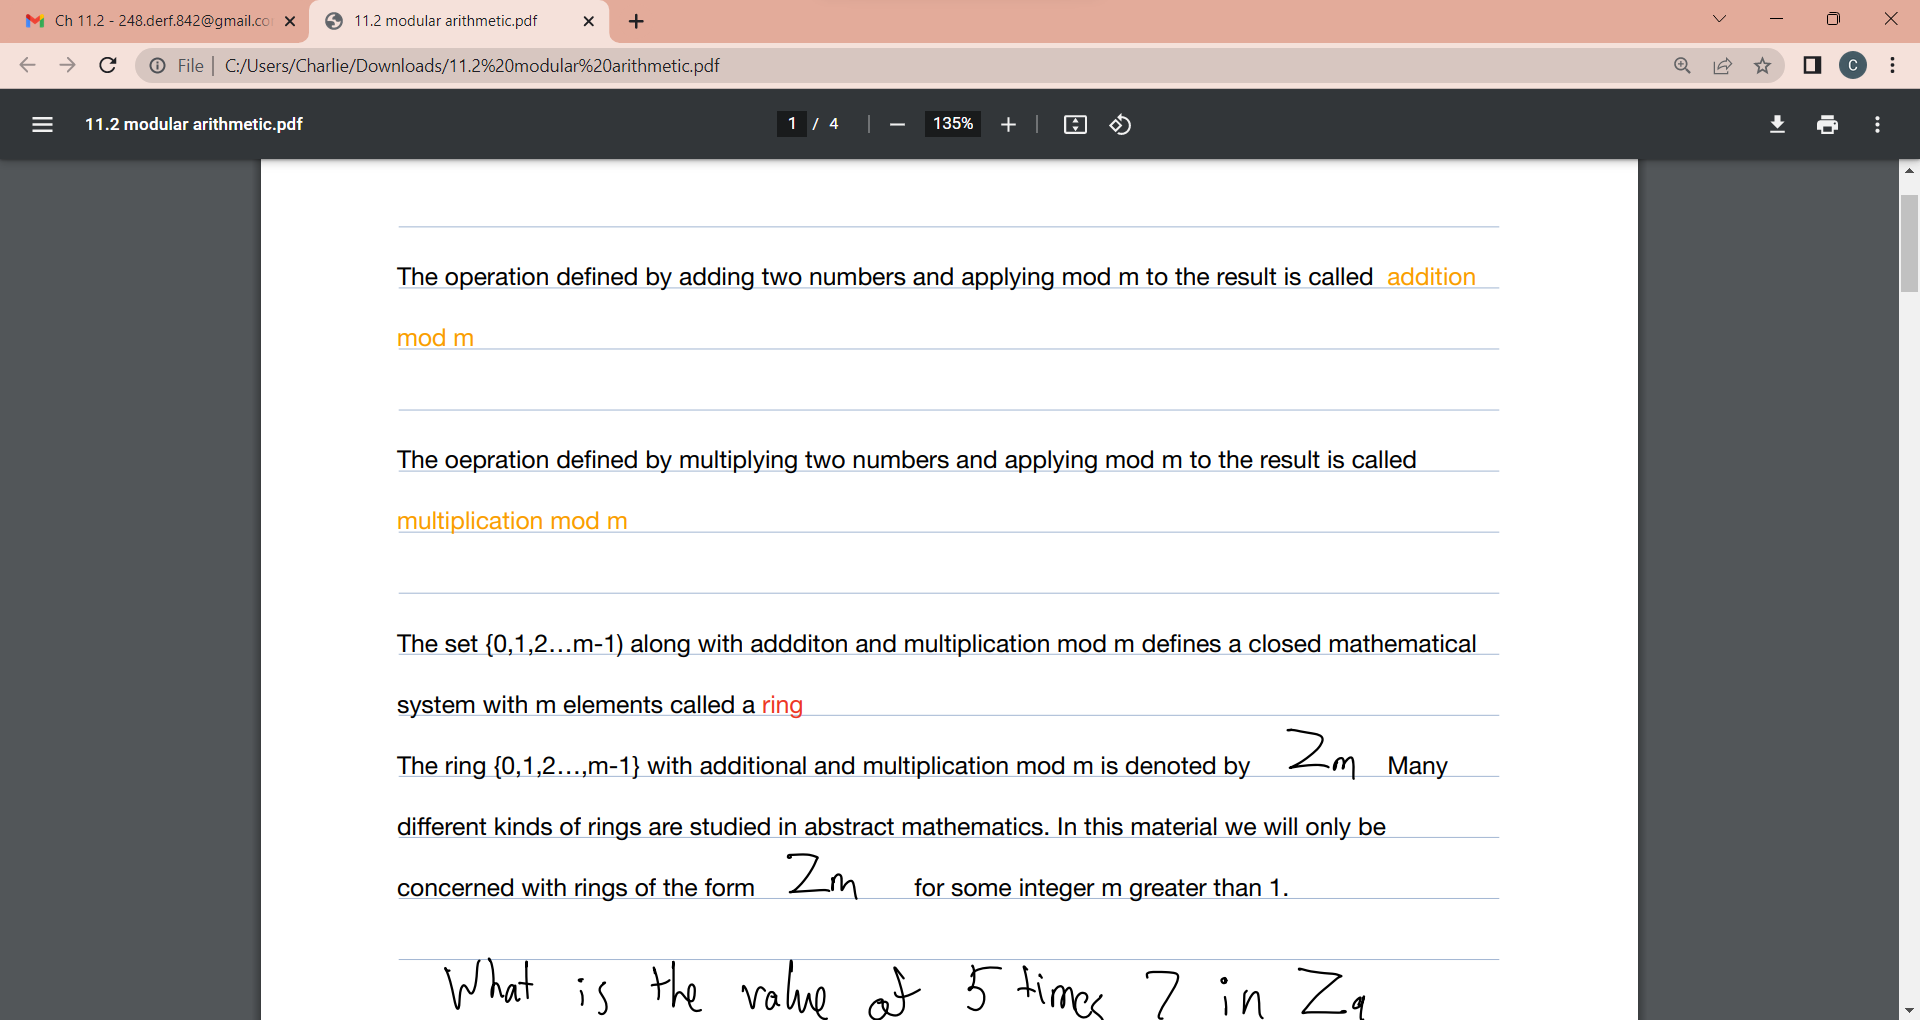 Ch 11.2 - 248.derf.842@gmail.co
11.2 modular arithmetic.pdf
File
C:/Users/Charlie/Downloads/11.2%20modular%20arithmetic.pdf
C
11.2 modular arithmetic.pdf
1 / 4
135%
The operation defined by adding two numbers and applying mod m to the result is called addition
mod m
The oepration defined by multiplying two numbers and applying mod m to the result is called
multiplication mod m
The set {0,1,2...m-1) along with addditon and multiplication mod m defines a closed mathematical
system with m elements called a ring
The ring {0,1,2...,m-1} with additional and multiplication mod m is denoted by Zm Many
different kinds of rings are studied in abstract mathematics. In this material we will only be
concerned with rings of the form Zm for some integer m greater than 1.
What is the value of 5 times 7 in Z9